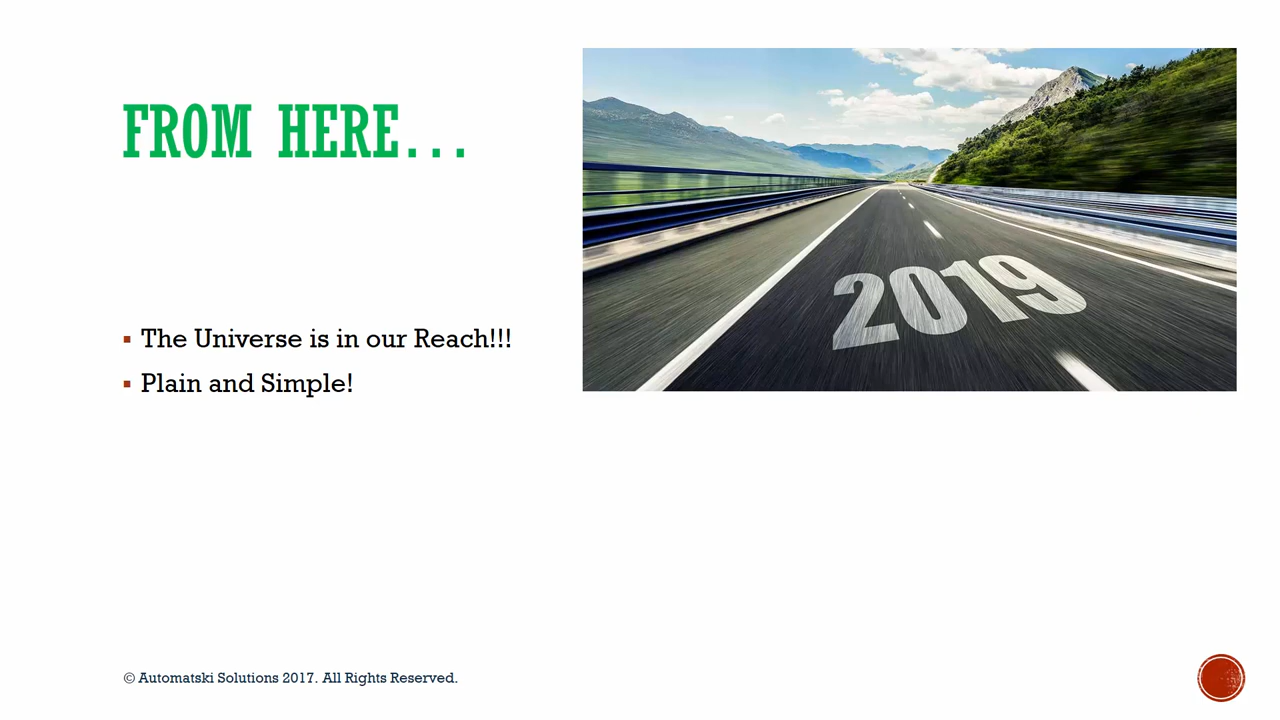 FROM HERE...
2019
The Universe is in our Reach!!!
Plain and Simple!
© Automatski Solutions 2017. All Rights Reserved.